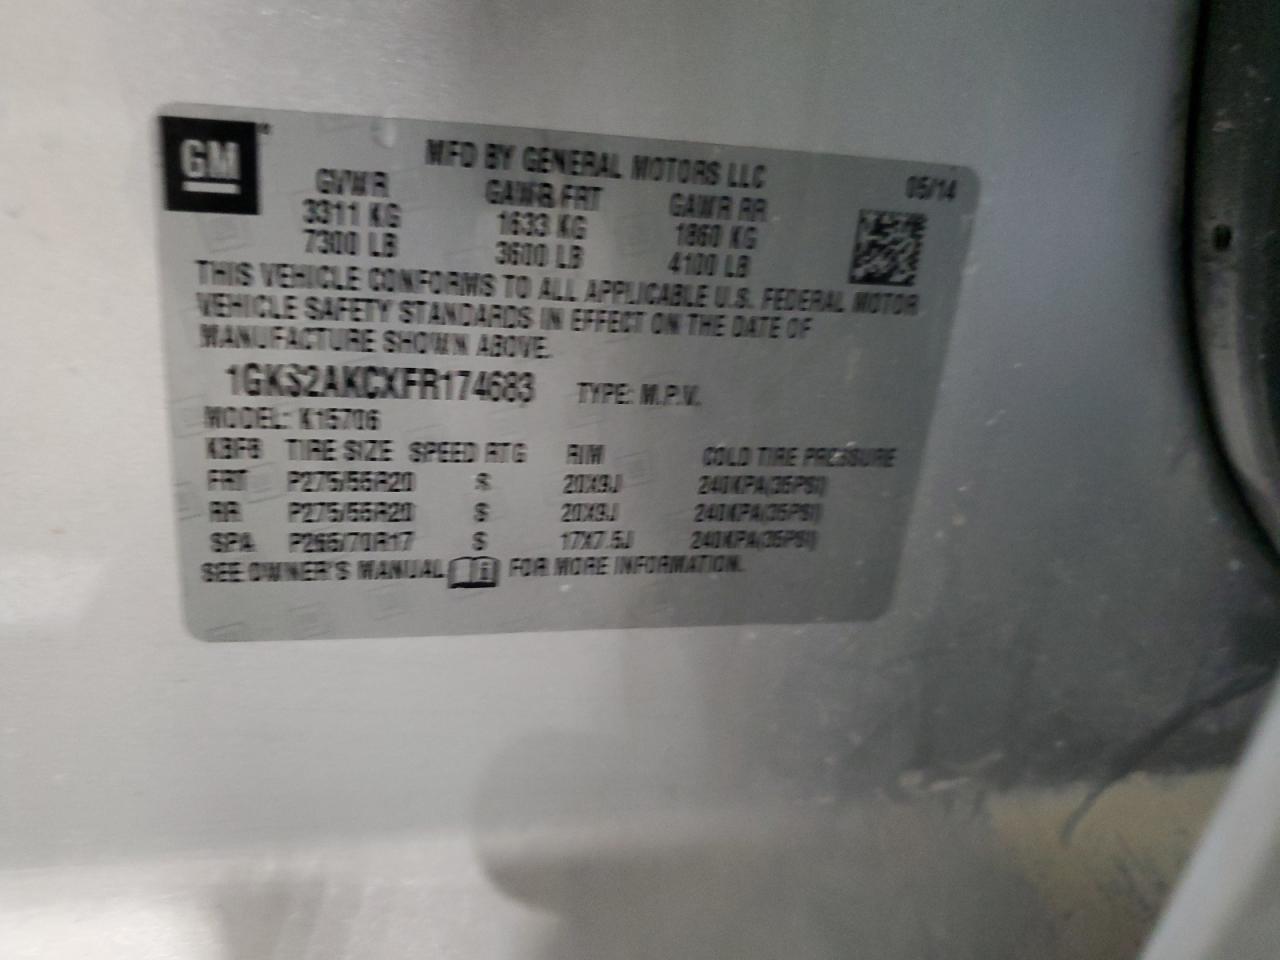 GM
MFD BY GENERAL MOTORS LLC
05/14
GVWR GAWR FRT GAWR RR
3311 KG 1633 KG 1860 KG
7300 LB 3600 LB 4100 LB
THIS VEHICLE CONFORMS TO ALL APPLICABLE U.S. FEDERAL MOTOR
VEHICLE SAFETY STANDARDS IN EFFECT ON THE DATE OF
MANUFACTURE SHOWN ABOVE.
1GKS2AKCXFR174683 TYPE: M.P.V.
MODEL: K15706
TIRE SIZE SPEED RTG RIM COLD TIRE PRESSURE
FRT P275/55R20 S 20X9J 240KPA(35PSI)
RR P275/55R20 S 20X9J 240KPA(35PSI)
SPA P265/70R17 S 17X7.5J 240KPA(35PSI)
SEE OWNER'S MANUAL FOR MORE INFORMATION.